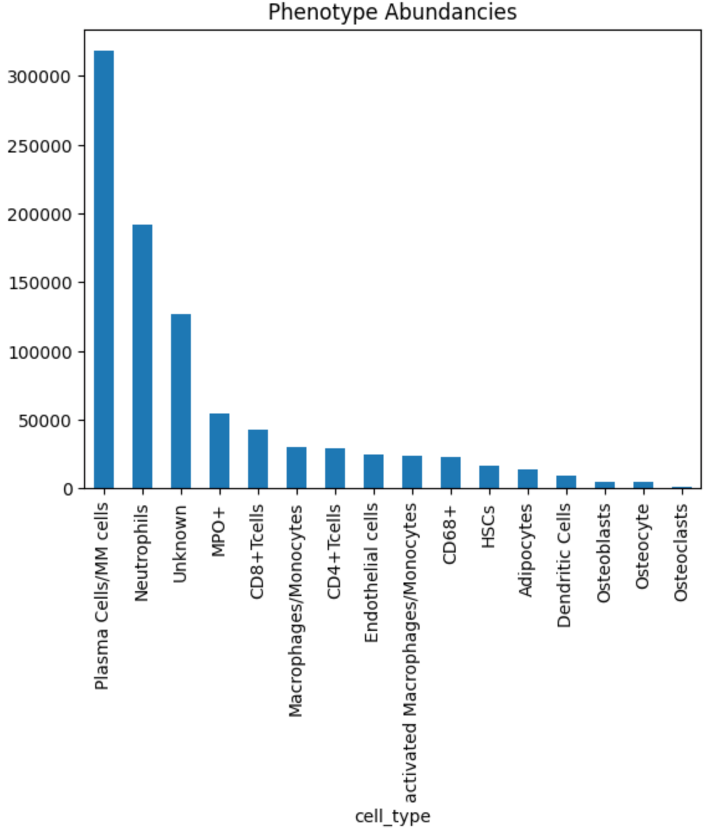 Phenotype Abundancies
300000
250000
200000
150000
100000
50000
0
Plasma Cells/MM cells
Neutrophils
Unknown
MPO+
CD8+Tcells
Macrophages/Monocytes
CD4+Tcells
Endothelial cells
activated Macrophages/Monocytes
CD68+
HSCs
Adipocytes
Dendritic Cells
Osteoblasts
Osteocyte
Osteoclasts
cell_type